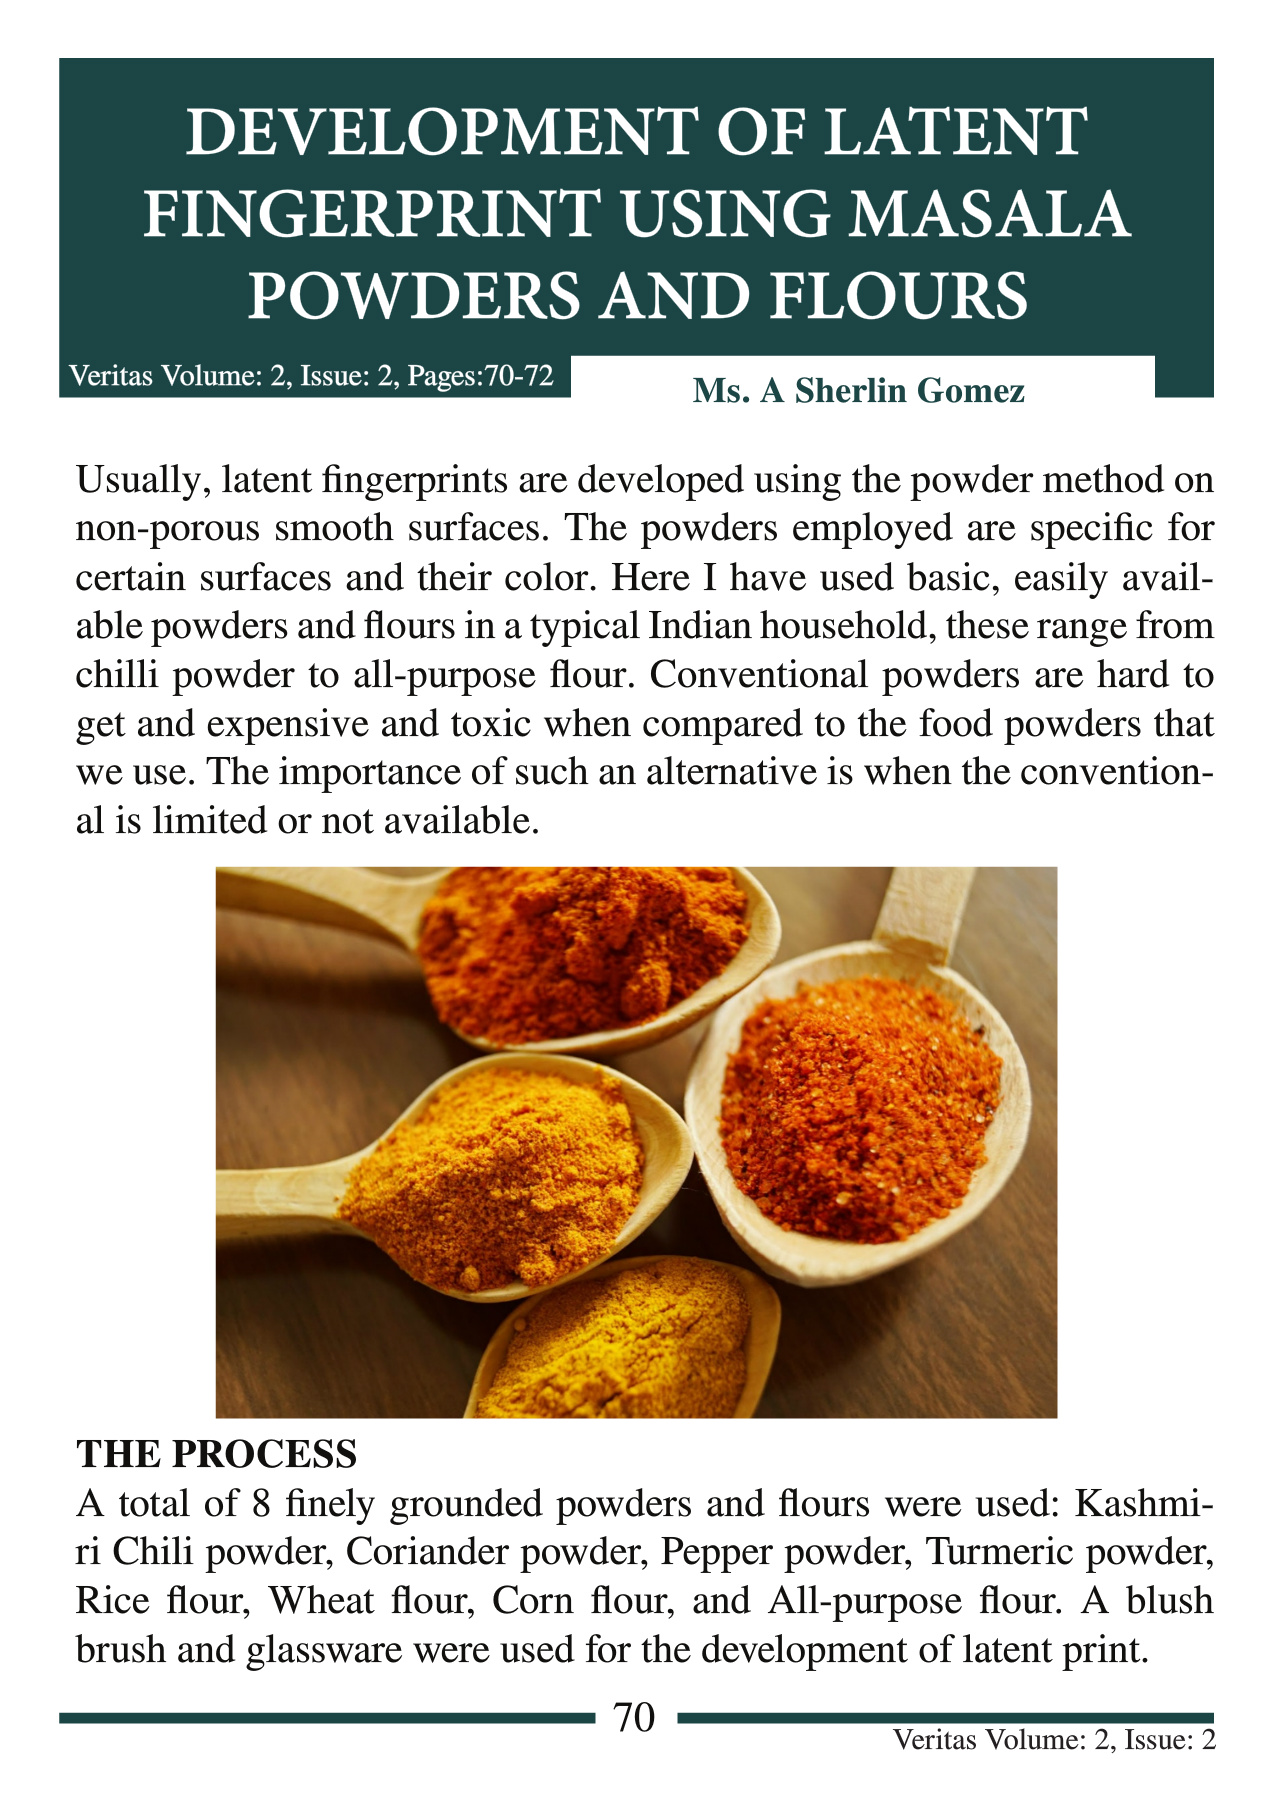 DEVELOPMENT OF LATENT
FINGERPRINT USING MASALA
POWDERS AND FLOURS
Veritas Volume: 2, Issue: 2, Pages:70-72
Ms. A Sherlin Gomez
Usually, latent fingerprints are developed using the powder method on
non-porous smooth surfaces. The powders employed are specific for
certain surfaces and their color. Here I have used basic, easily avail-
able powders and flours in a typical Indian household, these range from
chilli powder to all-purpose flour. Conventional powders are hard to
get and expensive and toxic when compared to the food powders that
we use. The importance of such an alternative is when the convention-
al is limited or not available.
THE PROCESS
A total of 8 finely grounded powders and flours were used: Kashmi-
ri Chili powder, Coriander powder, Pepper powder, Turmeric powder,
Rice flour, Wheat flour, Corn flour, and All-purpose flour. A blush
brush and glassware were used for the development of latent print.
70
Veritas Volume: 2, Issue: 2